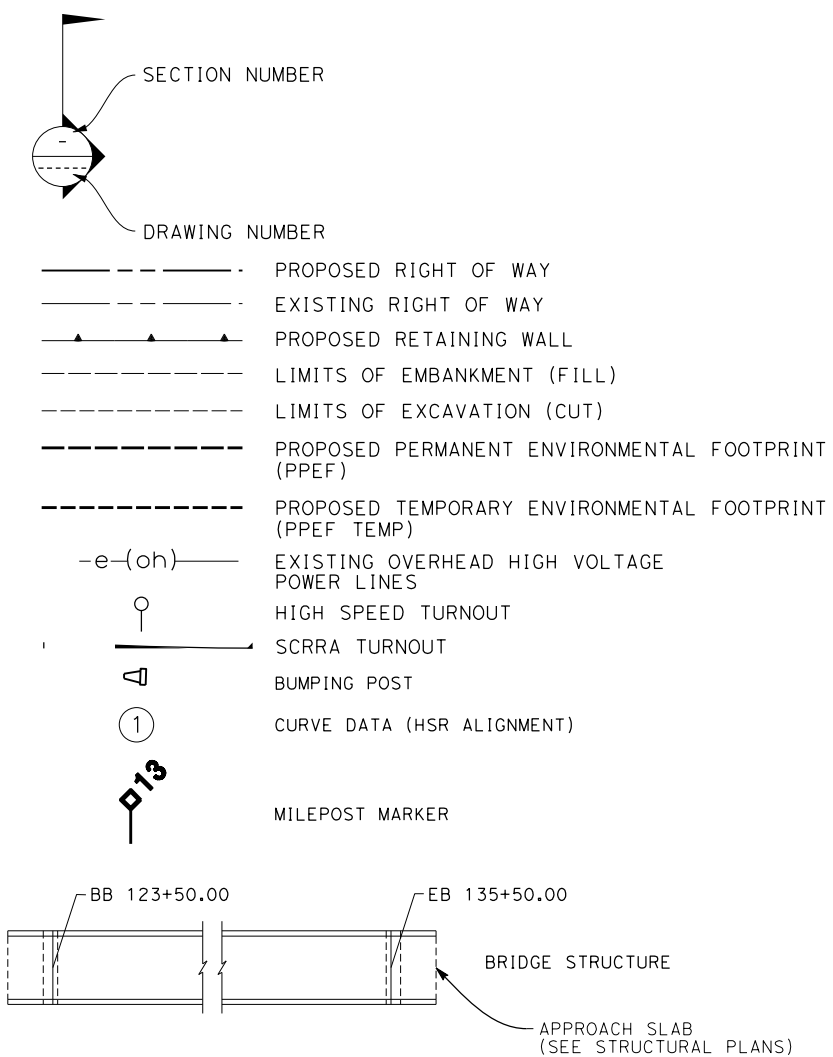 SECTION NUMBER
-
DRAWING NUMBER
PROPOSED RIGHT OF WAY
EXISTING RIGHT OF WAY
PROPOSED RETAINING WALL
LIMITS OF EMBANKMENT (FILL)
LIMITS OF EXCAVATION (CUT)
PROPOSED PERMANENT ENVIRONMENTAL FOOTPRINT
(PPEF)
PROPOSED TEMPORARY ENVIRONMENTAL FOOTPRINT
(PPEF TEMP)
e (oh)
EXISTING OVERHEAD HIGH VOLTAGE
POWER LINES
HIGH SPEED TURNOUT
SCRRA TURNOUT
BUMPING POST
1
CURVE DATA (HSR ALIGNMENT)
13
MILEPOST MARKER
BB 123+50.00
EB 135+50.00
BRIDGE STRUCTURE
APPROACH SLAB
(SEE STRUCTURAL PLANS)